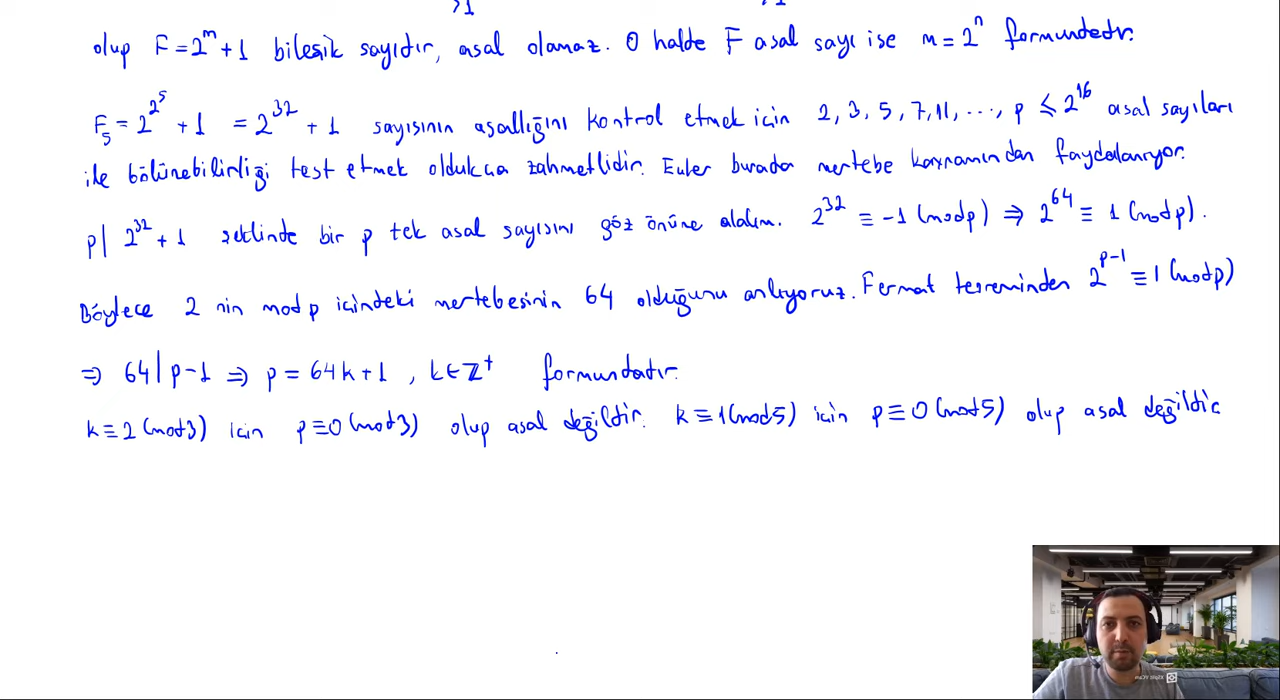 >1 >1
olup F = 2^m + 1 bileşik sayıdır, asal olamaz. O halde F asal sayı ise m = 2^n formundadır.
F_5 = 2^{2^5} + 1 = 2^{32} + 1 sayısının asallığını kontrol etmek için 2, 3, 5, 7, 11, ..., p ⩽ 2^{16} asal sayıları
ile bölünebilirliği test etmek oldukça zahmetlidir. Euler burada mertebe kavramından faydalanıyor.
p | 2^{32} + 1 şeklinde bir p tek asal sayısını göz önüne alalım. 2^{32} ≡ -1 (mod p) ⇒ 2^{64} ≡ 1 (mod p).
Böylece 2 nin mod p içindeki mertebesinin 64 olduğunu anlıyoruz. Fermat teoreminden 2^{p-1} ≡ 1 (mod p)
⇒ 64 | p-1 ⇒ p = 64k + 1 , k ∈ ℤ^+ formundadır.
k ≡ 2 (mod 3) için p ≡ 0 (mod 3) olup asal değildir. k ≡ 1 (mod 5) için p ≡ 0 (mod 5) olup asal değildir